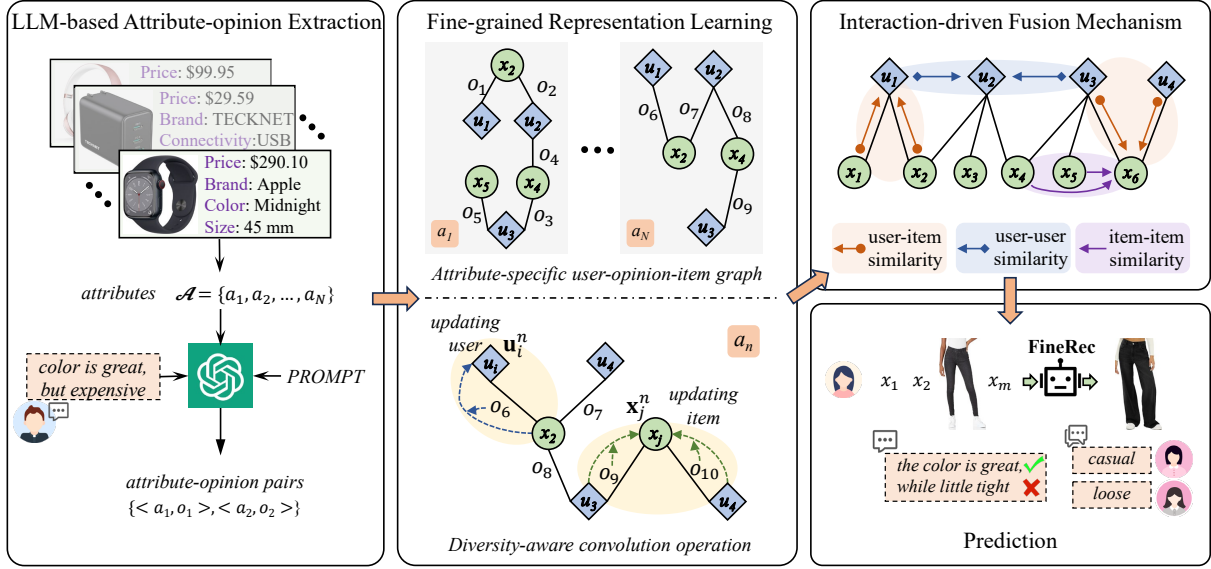 LLM-based Attribute-opinion Extraction
Price: $99.95
Price: $29.59
Brand: TECKNET
Connectivity:USB
Price: $290.10
Brand: Apple
Color: Midnight
Size: 45 mm
attributes 𝒜 = {a₁, a₂, ..., a_N}
color is great,
but expensive
PROMPT
attribute-opinion pairs
{< a₁, o₁ >, < a₂, o₂ >}
Fine-grained Representation Learning
x₂
o₁
o₂
u₁
u₂
o₄
x₅
x₄
o₅
o₃
u₃
a₁
u₁
u₂
o₆
o₇
o₈
x₂
x₄
o₉
u₃
a_N
Attribute-specific user-opinion-item graph
updating
user
u_i^n
a_n
u_i
u₄
o₆
o₇
x_j^n
updating
item
x₂
x_j
o₈
o₉
o₁₀
u₃
u₄
Diversity-aware convolution operation
Interaction-driven Fusion Mechanism
u₁
u₂
u₃
u₄
x₁
x₂
x₃
x₄
x₅
x₆
user-item
similarity
user-user
similarity
item-item
similarity
FineRec
x₁ x₂ x_m
the color is great,
while little tight
casual
loose
Prediction